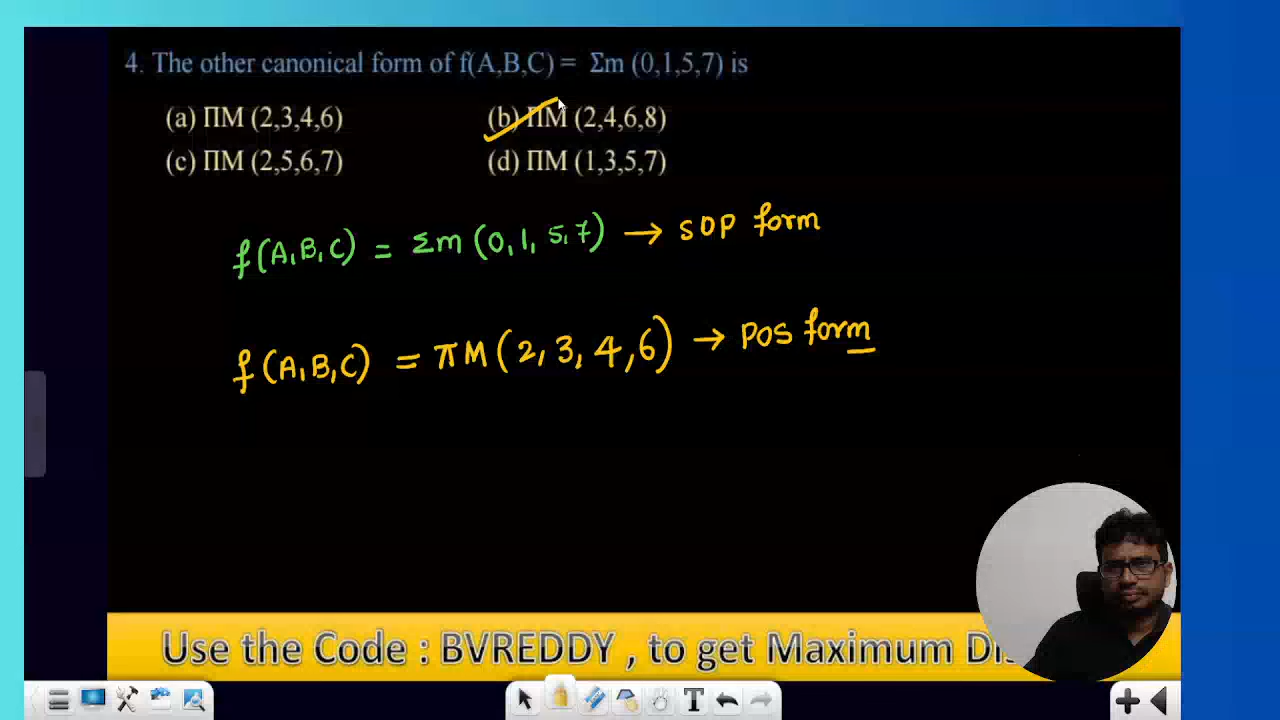 4. The other canonical form of f(A,B,C) = Σm (0,1,5,7) is
(a) ΠM (2,3,4,6) (b) ΠM (2,4,6,8)
(c) ΠM (2,5,6,7) (d) ΠM (1,3,5,7)
f(A,B,C) = Σm (0,1,5,7) → SOP form
f(A,B,C) = πM (2,3,4,6) → POS form
Use the Code : BVREDDY , to get Maximum Dis
T